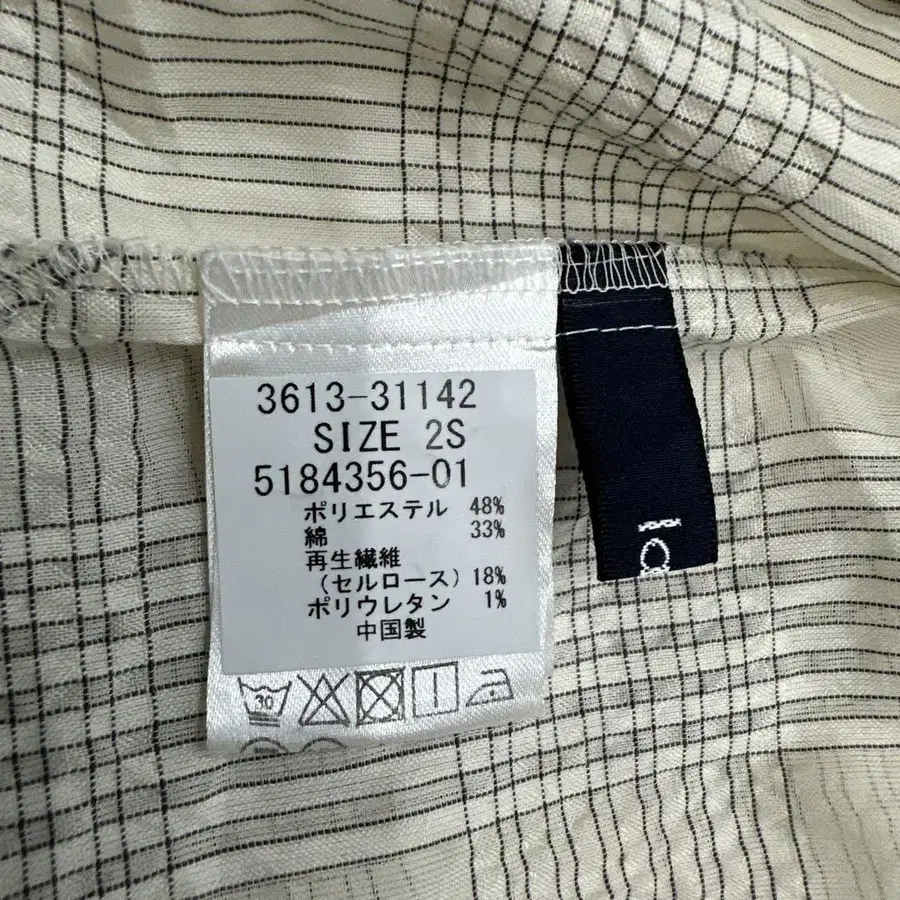 3613-31142
SIZE 2S
5184356-01
ポリエステル 48%
綿 33%
再生繊維
(セルロース) 18%
ポリウレタン 1%
中国製
30